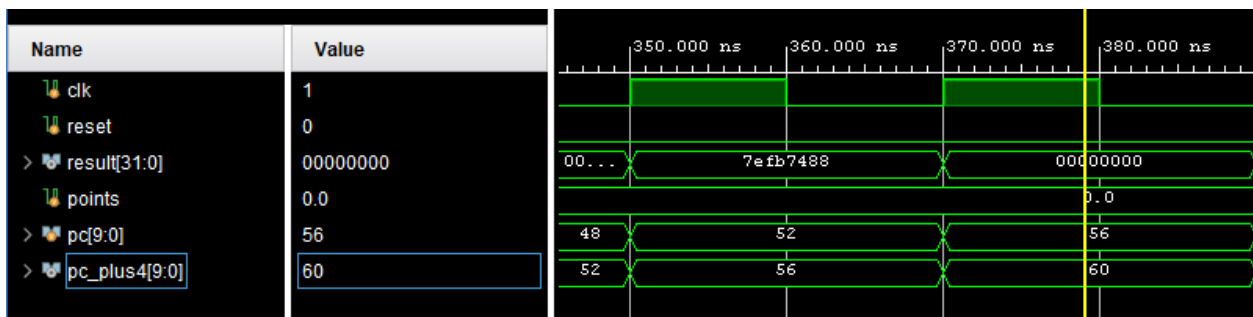 Name Value 350.000 ns 360.000 ns 370.000 ns 380.000 ns
clk 1
reset 0
result[31:0] 00000000 00... 7efb7488 00000000
points 0.0 0.0
pc[9:0] 56 48 52 56
pc_plus4[9:0] 60 52 56 60